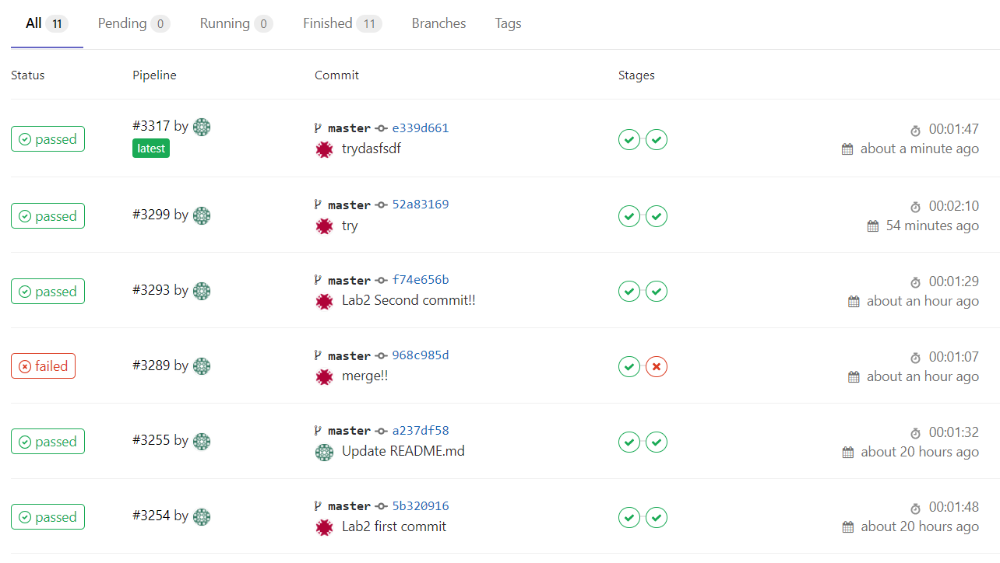 All 11 Pending 0 Running 0 Finished 11 Branches Tags
Status Pipeline Commit Stages
passed #3317 by master e339d661 00:01:47
latest trydasfsdf about a minute ago
passed #3299 by master 52a83169 00:02:10
try 54 minutes ago
passed #3293 by master f74e656b 00:01:29
Lab2 Second commit!! about an hour ago
failed #3289 by master 968c985d 00:01:07
merge!! about an hour ago
passed #3255 by master a237df58 00:01:32
Update README.md about 20 hours ago
passed #3254 by master 5b320916 00:01:48
Lab2 first commit about 20 hours ago